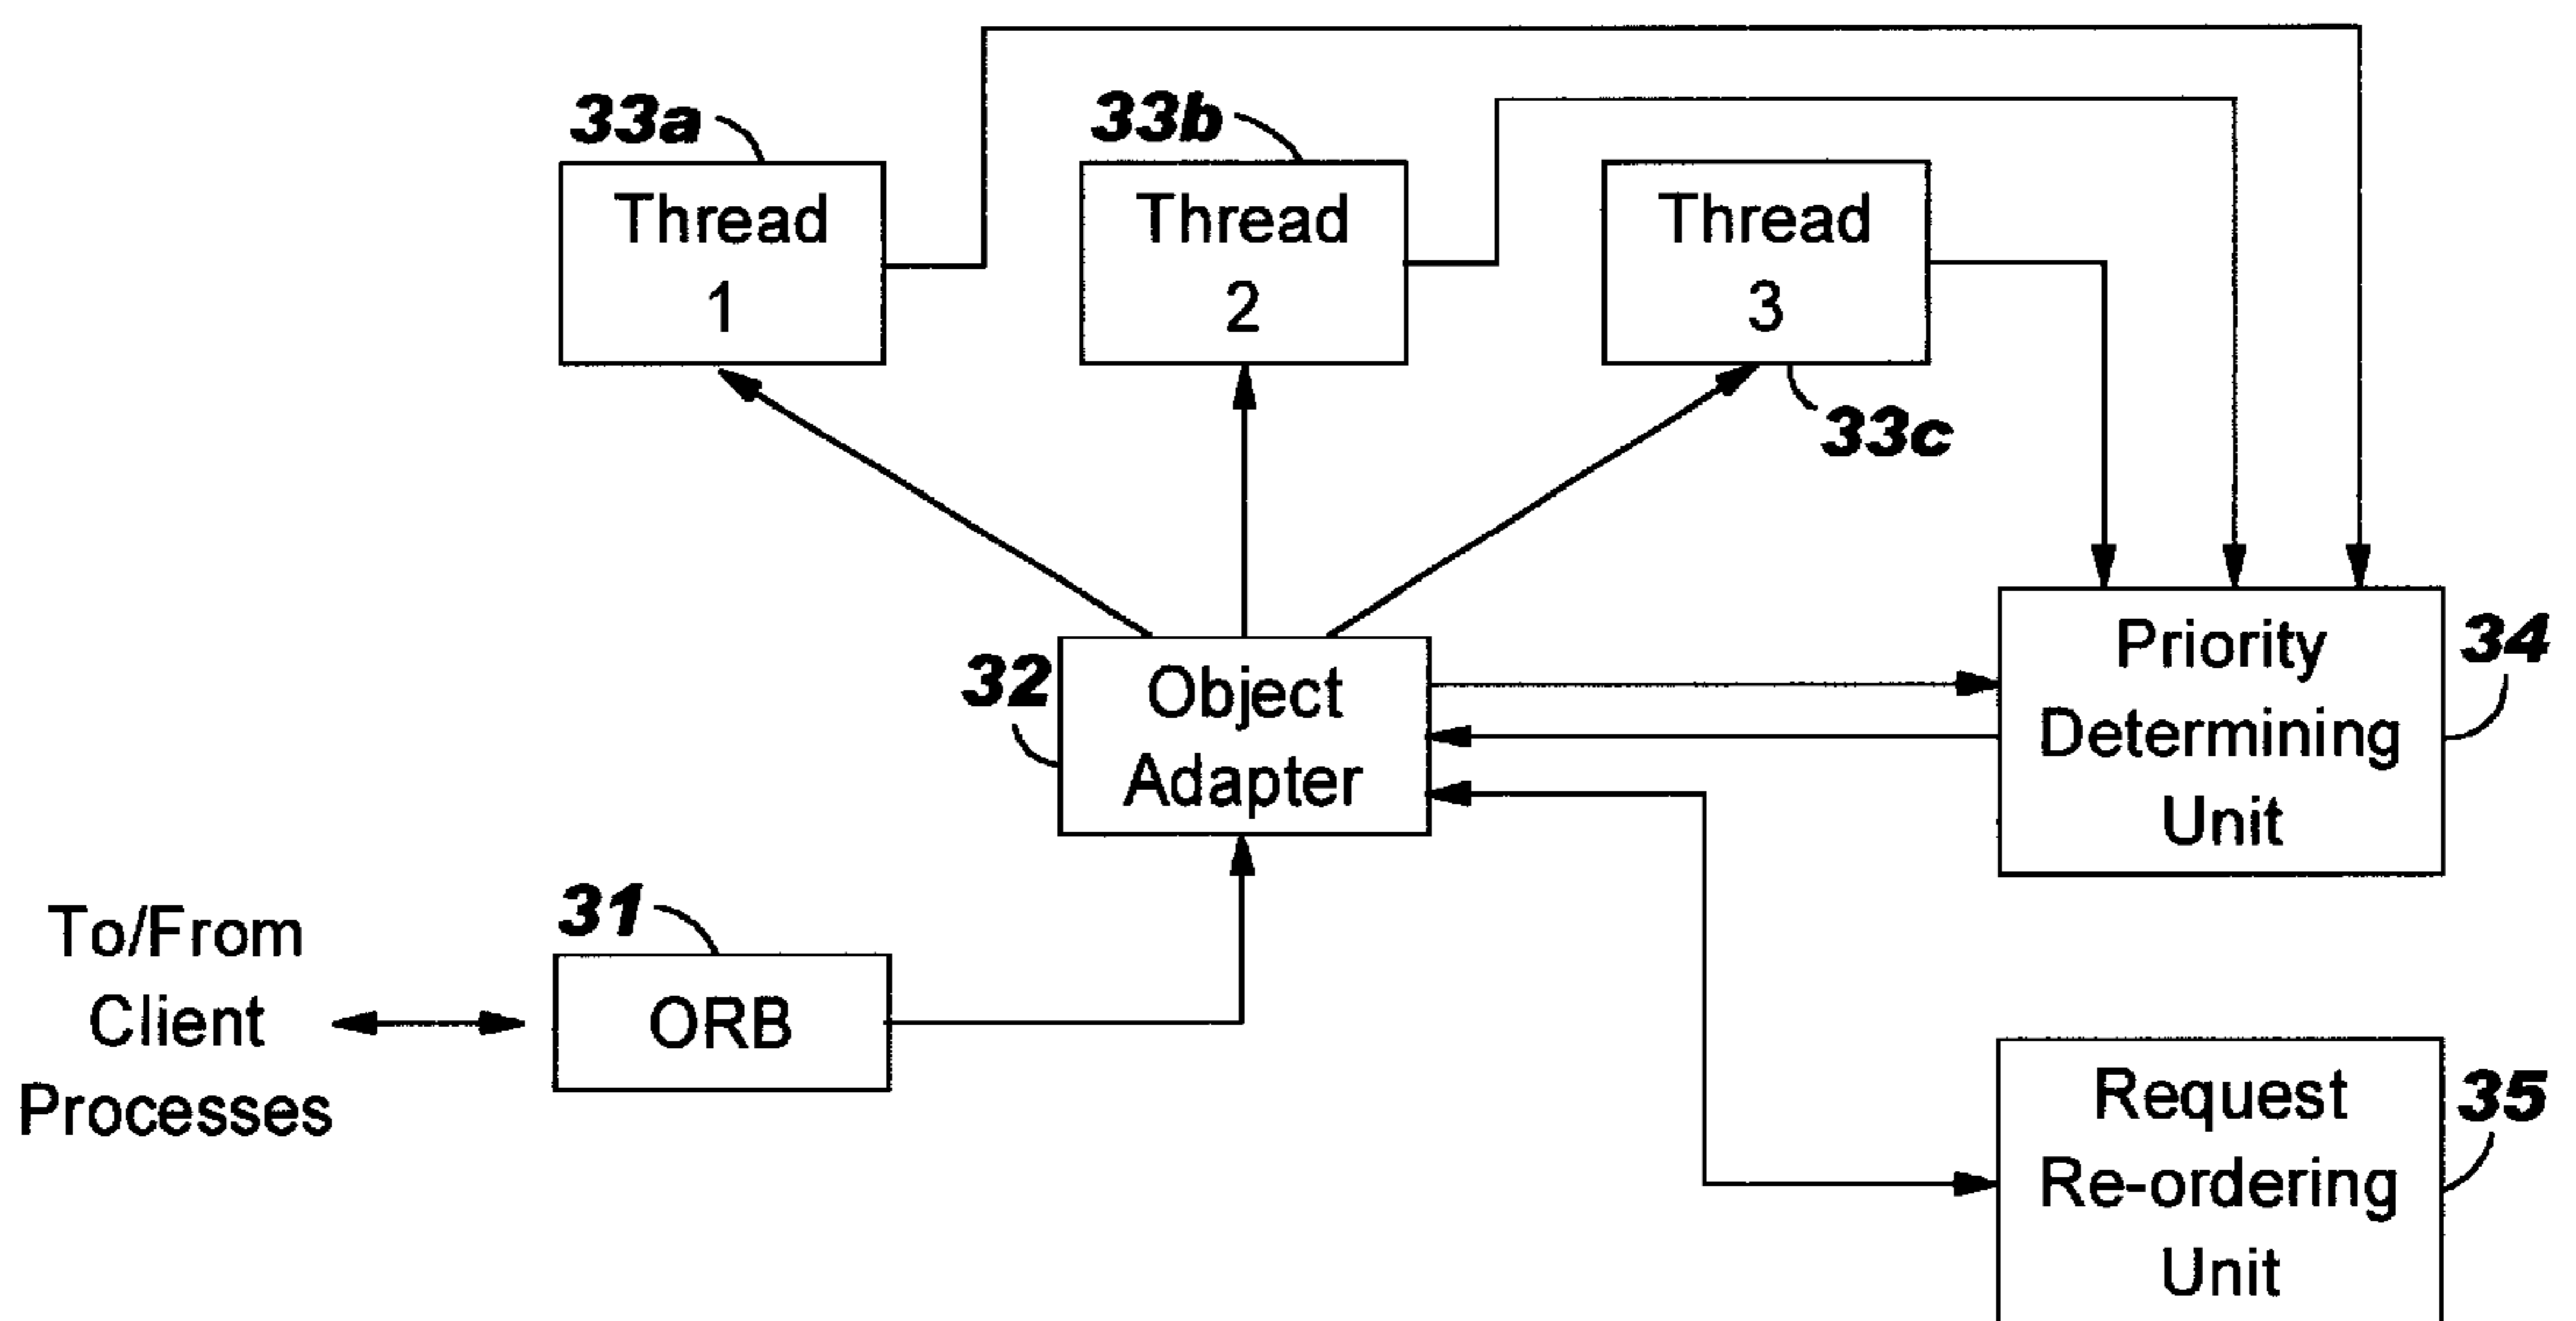 33a
33b
Thread
1
Thread
2
Thread
3
33c
32
Object
Adapter
Priority
Determining
Unit
34
31
To/From
Client
Processes
ORB
Request
Re-ordering
Unit
35